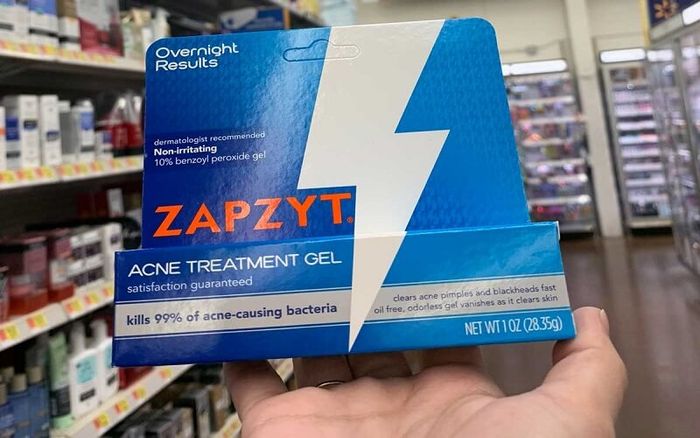 Overnight
Results
dermatologist recommended
Non-irritating
10% benzoyl peroxide gel
ZAPZYT.
ACNE TREATMENT GEL
satisfaction guaranteed
kills 99% of acne-causing bacteria
clears acne pimples and blackheads fast
oil free, odorless gel vanishes as it clears skin
NET WT 1 OZ (28.35g)